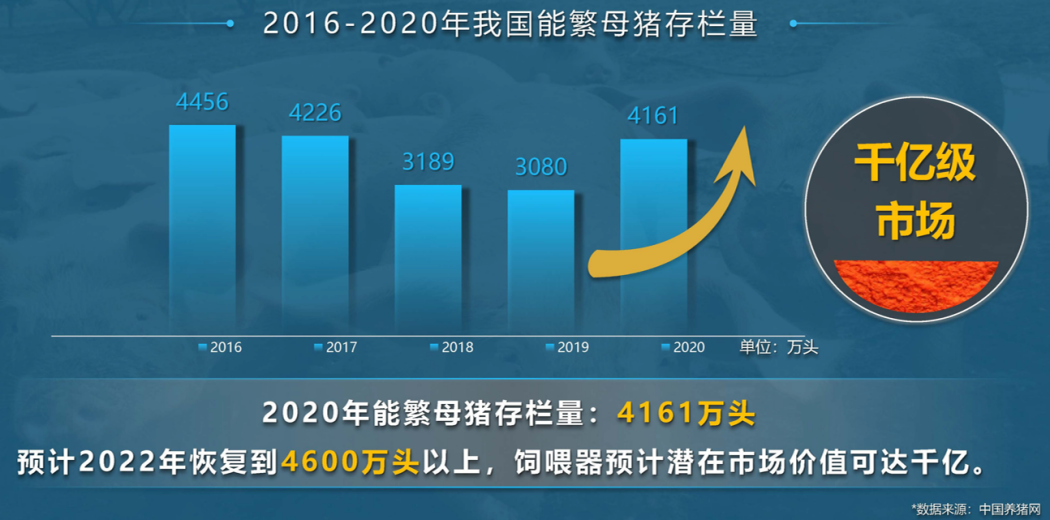 2016-2020年我国能繁母猪存栏量
4456
4226
3189
3080
4161
千亿级
市场
2016
2017
2018
2019
2020
单位：万头
2020年能繁母猪存栏量：4161万头
预计2022年恢复到4600万头以上，饲喂器预计潜在市场价值可达千亿。
*数据来源：中国养猪网